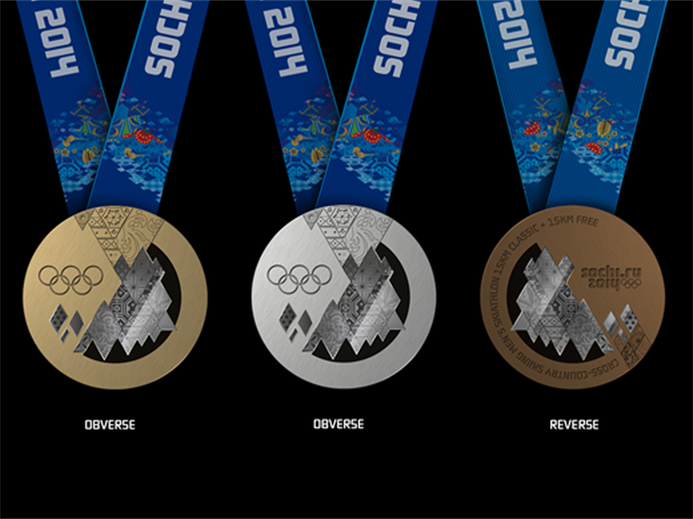 2014
SOCHI
2014
SOCHI
2014
SOCHI
CROSS-COUNTRY SKIING MEN'S SKIATHLON 15KM CLASSIC + 15KM FREE
sochi.ru
2014
OBVERSE
OBVERSE
REVERSE